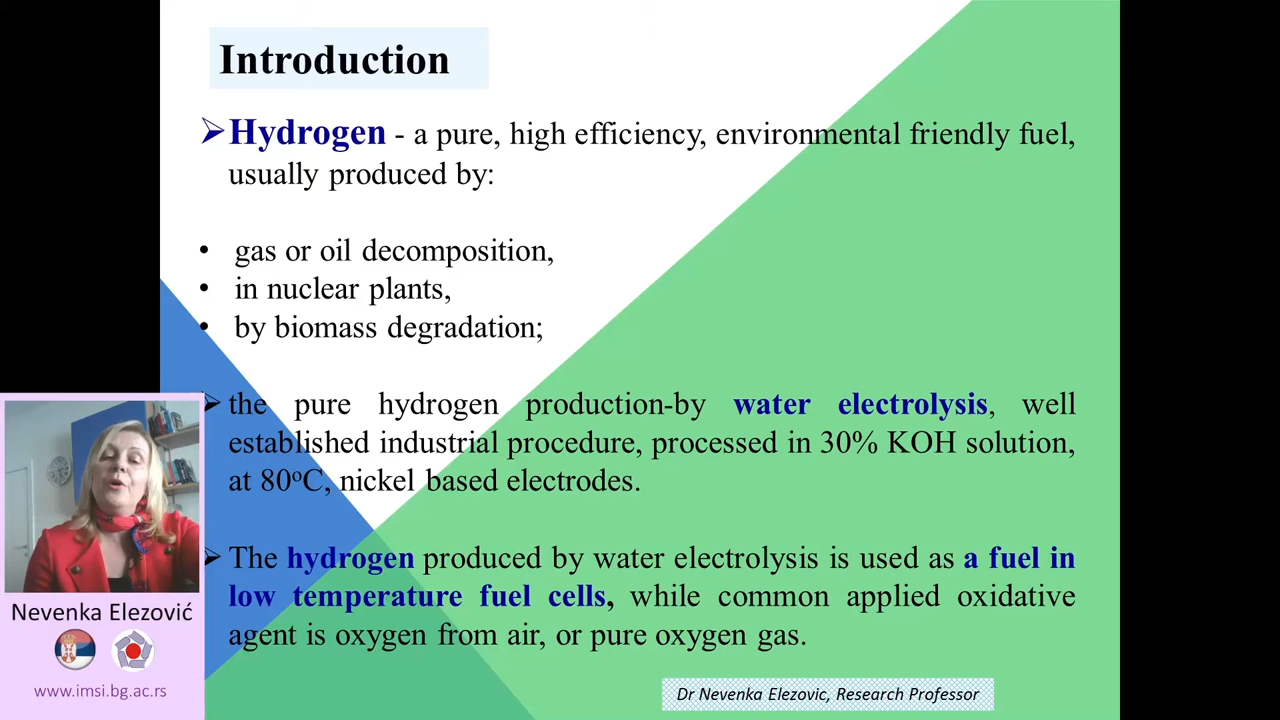 Introduction
➢Hydrogen - a pure, high efficiency, environmental friendly fuel,
usually produced by:
• gas or oil decomposition,
• in nuclear plants,
• by biomass degradation;
➢ the pure hydrogen production-by water electrolysis, well
established industrial procedure, processed in 30% KOH solution,
at 80ºC, nickel based electrodes.
➢ The hydrogen produced by water electrolysis is used as a fuel in
low temperature fuel cells, while common applied oxidative
agent is oxygen from air, or pure oxygen gas.
Nevenka Elezović
www.imsi.bg.ac.rs
Dr Nevenka Elezovic, Research Professor